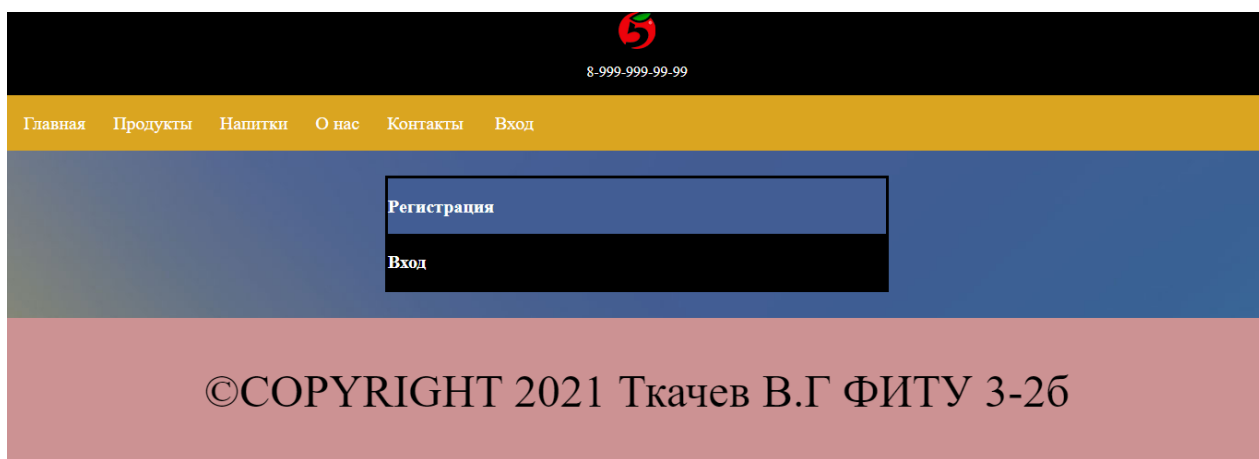 5
8-999-999-99-99
Главная Продукты Напитки О нас Контакты Вход
Регистрация
Вход
©COPYRIGHT 2021 Ткачев В.Г ФИТУ 3-2б